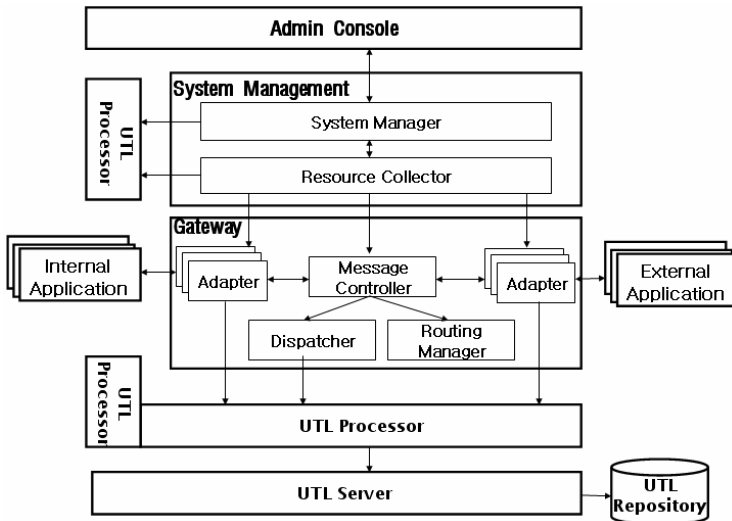 Admin Console
System Management
UTL
Processor
System Manager
Resource Collector
Gateway
Internal
Application
Adapter
Message
Controller
Adapter
External
Application
Dispatcher
Routing
Manager
UTL
Processor
UTL Processor
UTL Server
UTL
Repository